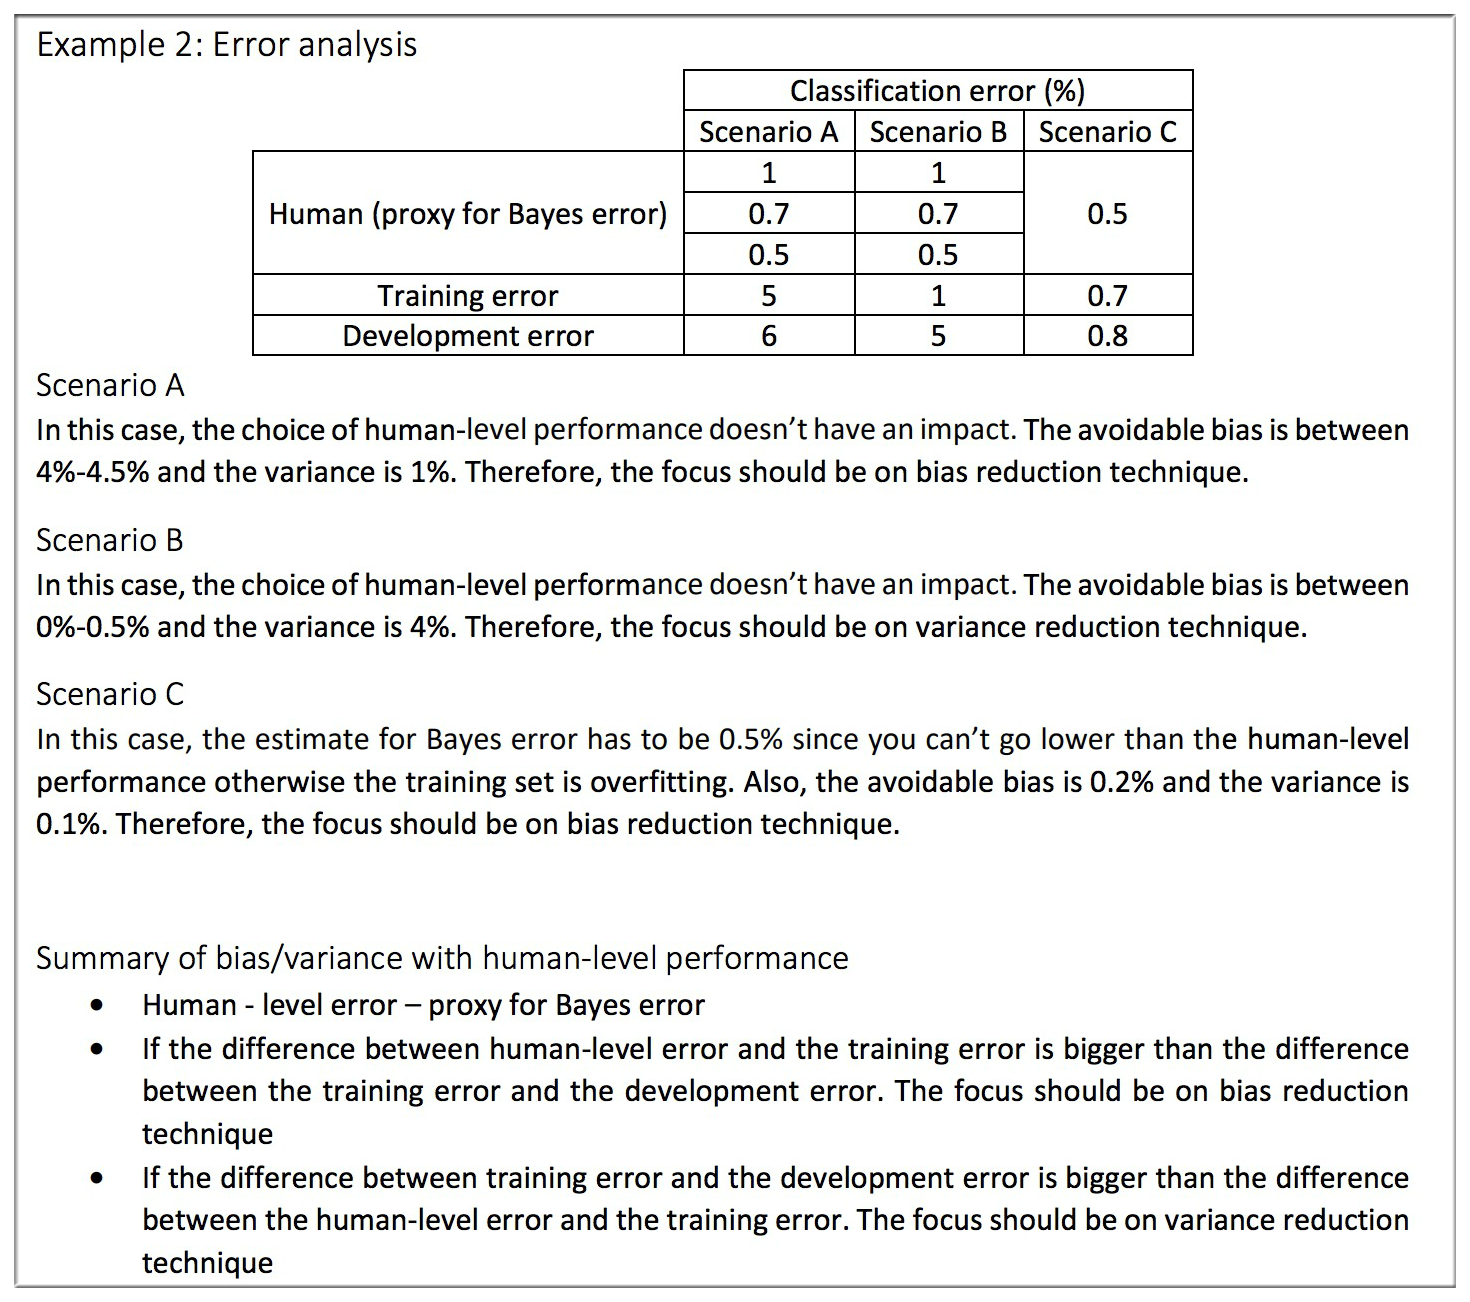 Example 2: Error analysis
Classification error (%)
Scenario A Scenario B Scenario C
1 1
Human (proxy for Bayes error) 0.7 0.7 0.5
0.5 0.5
Training error 5 1 0.7
Development error 6 5 0.8
Scenario A
In this case, the choice of human-level performance doesn’t have an impact. The avoidable bias is between
4%-4.5% and the variance is 1%. Therefore, the focus should be on bias reduction technique.
Scenario B
In this case, the choice of human-level performance doesn’t have an impact. The avoidable bias is between
0%-0.5% and the variance is 4%. Therefore, the focus should be on variance reduction technique.
Scenario C
In this case, the estimate for Bayes error has to be 0.5% since you can’t go lower than the human-level
performance otherwise the training set is overfitting. Also, the avoidable bias is 0.2% and the variance is
0.1%. Therefore, the focus should be on bias reduction technique.
Summary of bias/variance with human-level performance
• Human - level error – proxy for Bayes error
• If the difference between human-level error and the training error is bigger than the difference
between the training error and the development error. The focus should be on bias reduction
technique
• If the difference between training error and the development error is bigger than the difference
between the human-level error and the training error. The focus should be on variance reduction
technique